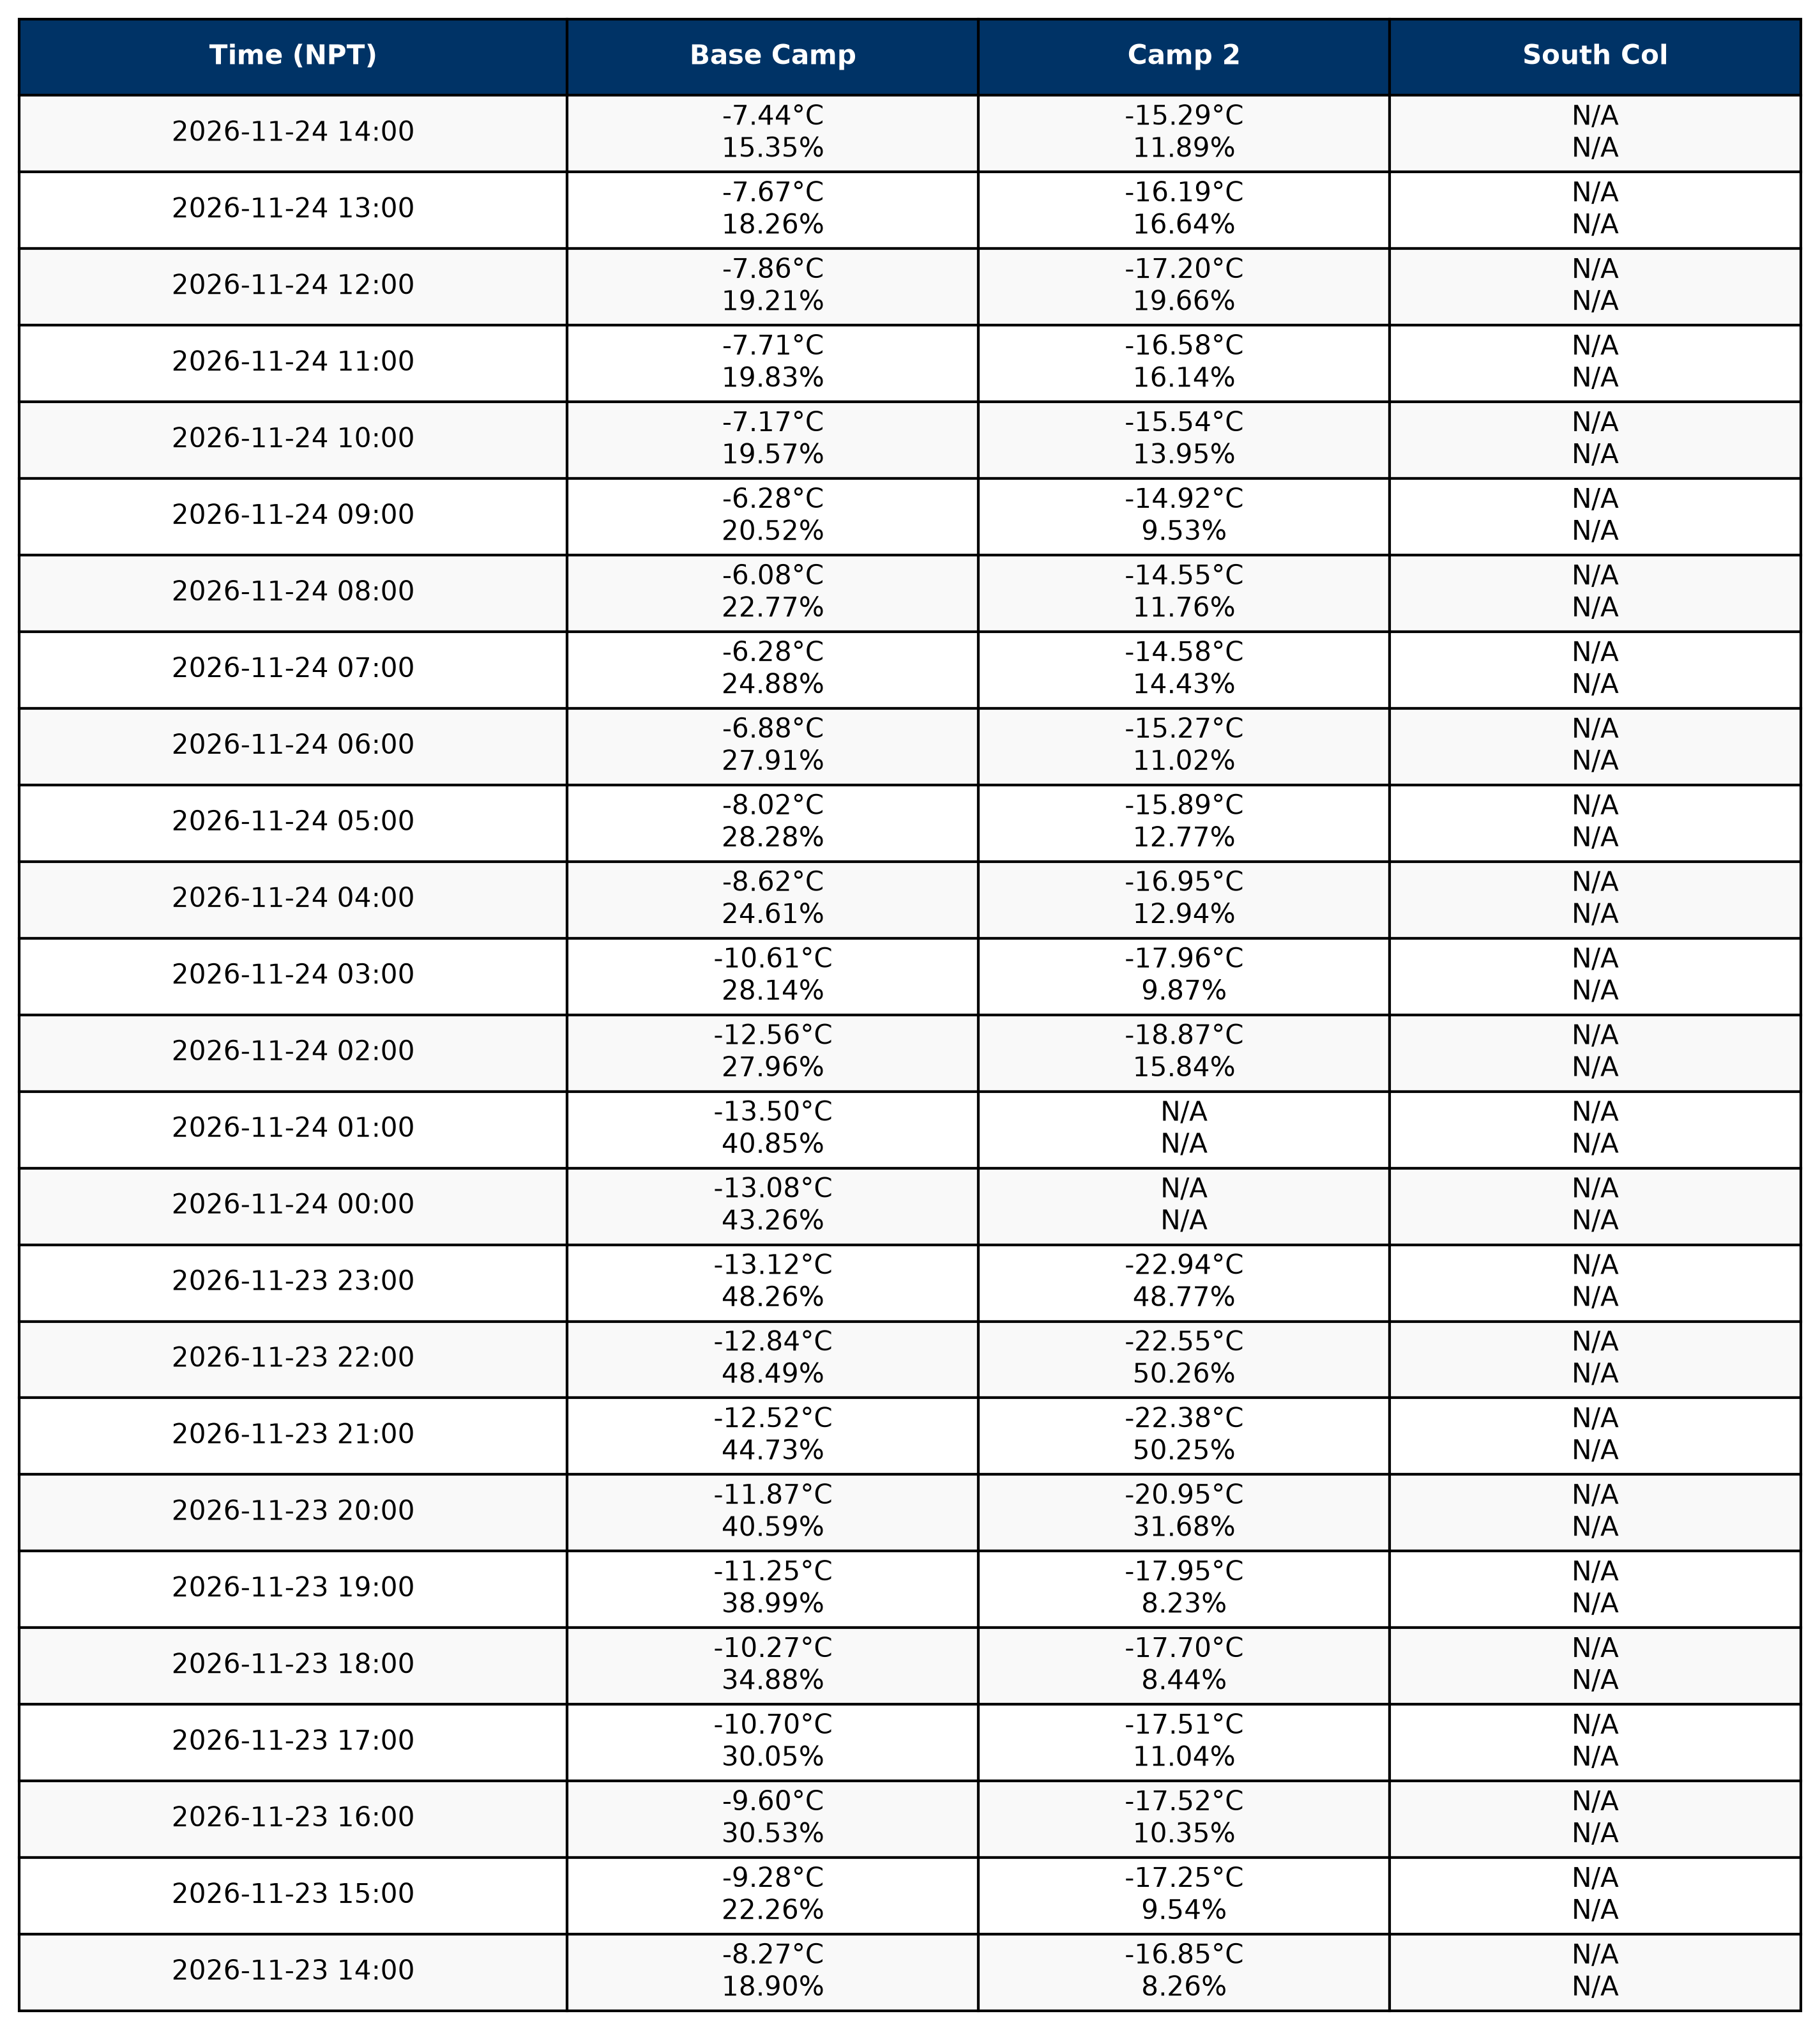 Time (NPT) Base Camp Camp 2 South Col
-7.44°C -15.29°C N/A
2026-11-24 14:00
15.35% 11.89% N/A
-7.67°C -16.19°C N/A
2026-11-24 13:00
18.26% 16.64% N/A
-7.86°C -17.20°C N/A
2026-11-24 12:00
19.21% 19.66% N/A
-7.71°C -16.58°C N/A
2026-11-24 11:00
19.83% 16.14% N/A
-7.17°C -15.54°C N/A
2026-11-24 10:00
19.57% 13.95% N/A
-6.28°C -14.92°C N/A
2026-11-24 09:00
20.52% 9.53% N/A
-6.08°C -14.55°C N/A
2026-11-24 08:00
22.77% 11.76% N/A
-6.28°C -14.58°C N/A
2026-11-24 07:00
24.88% 14.43% N/A
-6.88°C -15.27°C N/A
2026-11-24 06:00
27.91% 11.02% N/A
-8.02°C -15.89°C N/A
2026-11-24 05:00
28.28% 12.77% N/A
-8.62°C -16.95°C N/A
2026-11-24 04:00
24.61% 12.94% N/A
-10.61°C -17.96°C N/A
2026-11-24 03:00
28.14% 9.87% N/A
-12.56°C -18.87°C N/A
2026-11-24 02:00
27.96% 15.84% N/A
-13.50°C N/A N/A
2026-11-24 01:00
40.85% N/A N/A
-13.08°C N/A N/A
2026-11-24 00:00
43.26% N/A N/A
-13.12°C -22.94°C N/A
2026-11-23 23:00
48.26% 48.77% N/A
-12.84°C -22.55°C N/A
2026-11-23 22:00
48.49% 50.26% N/A
-12.52°C -22.38°C N/A
2026-11-23 21:00
44.73% 50.25% N/A
-11.87°C -20.95°C N/A
2026-11-23 20:00
40.59% 31.68% N/A
-11.25°C -17.95°C N/A
2026-11-23 19:00
38.99% 8.23% N/A
-10.27°C -17.70°C N/A
2026-11-23 18:00
34.88% 8.44% N/A
-10.70°C -17.51°C N/A
2026-11-23 17:00
30.05% 11.04% N/A
-9.60°C -17.52°C N/A
2026-11-23 16:00
30.53% 10.35% N/A
-9.28°C -17.25°C N/A
2026-11-23 15:00
22.26% 9.54% N/A
-8.27°C -16.85°C N/A
2026-11-23 14:00
18.90% 8.26% N/A